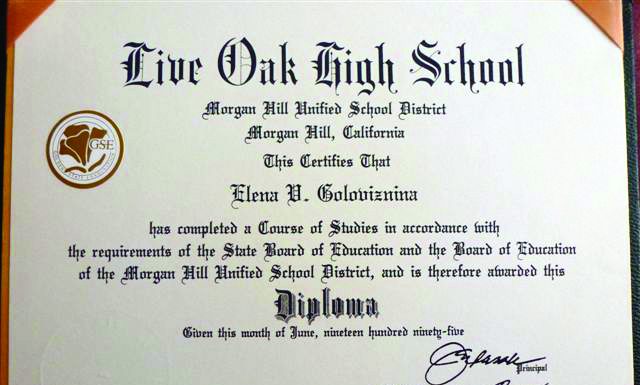 Live Oak High School
Morgan Hill Unified School District
Morgan Hill, California
GSE
This Certifies That
Elena V. Goloviznina
has completed a Course of Studies in accordance with
the requirements of the State Board of Education and the Board of Education
of the Morgan Hill Unified School District, and is therefore awarded this
Diploma
Given this month of June, nineteen hundred ninety-five
Principal